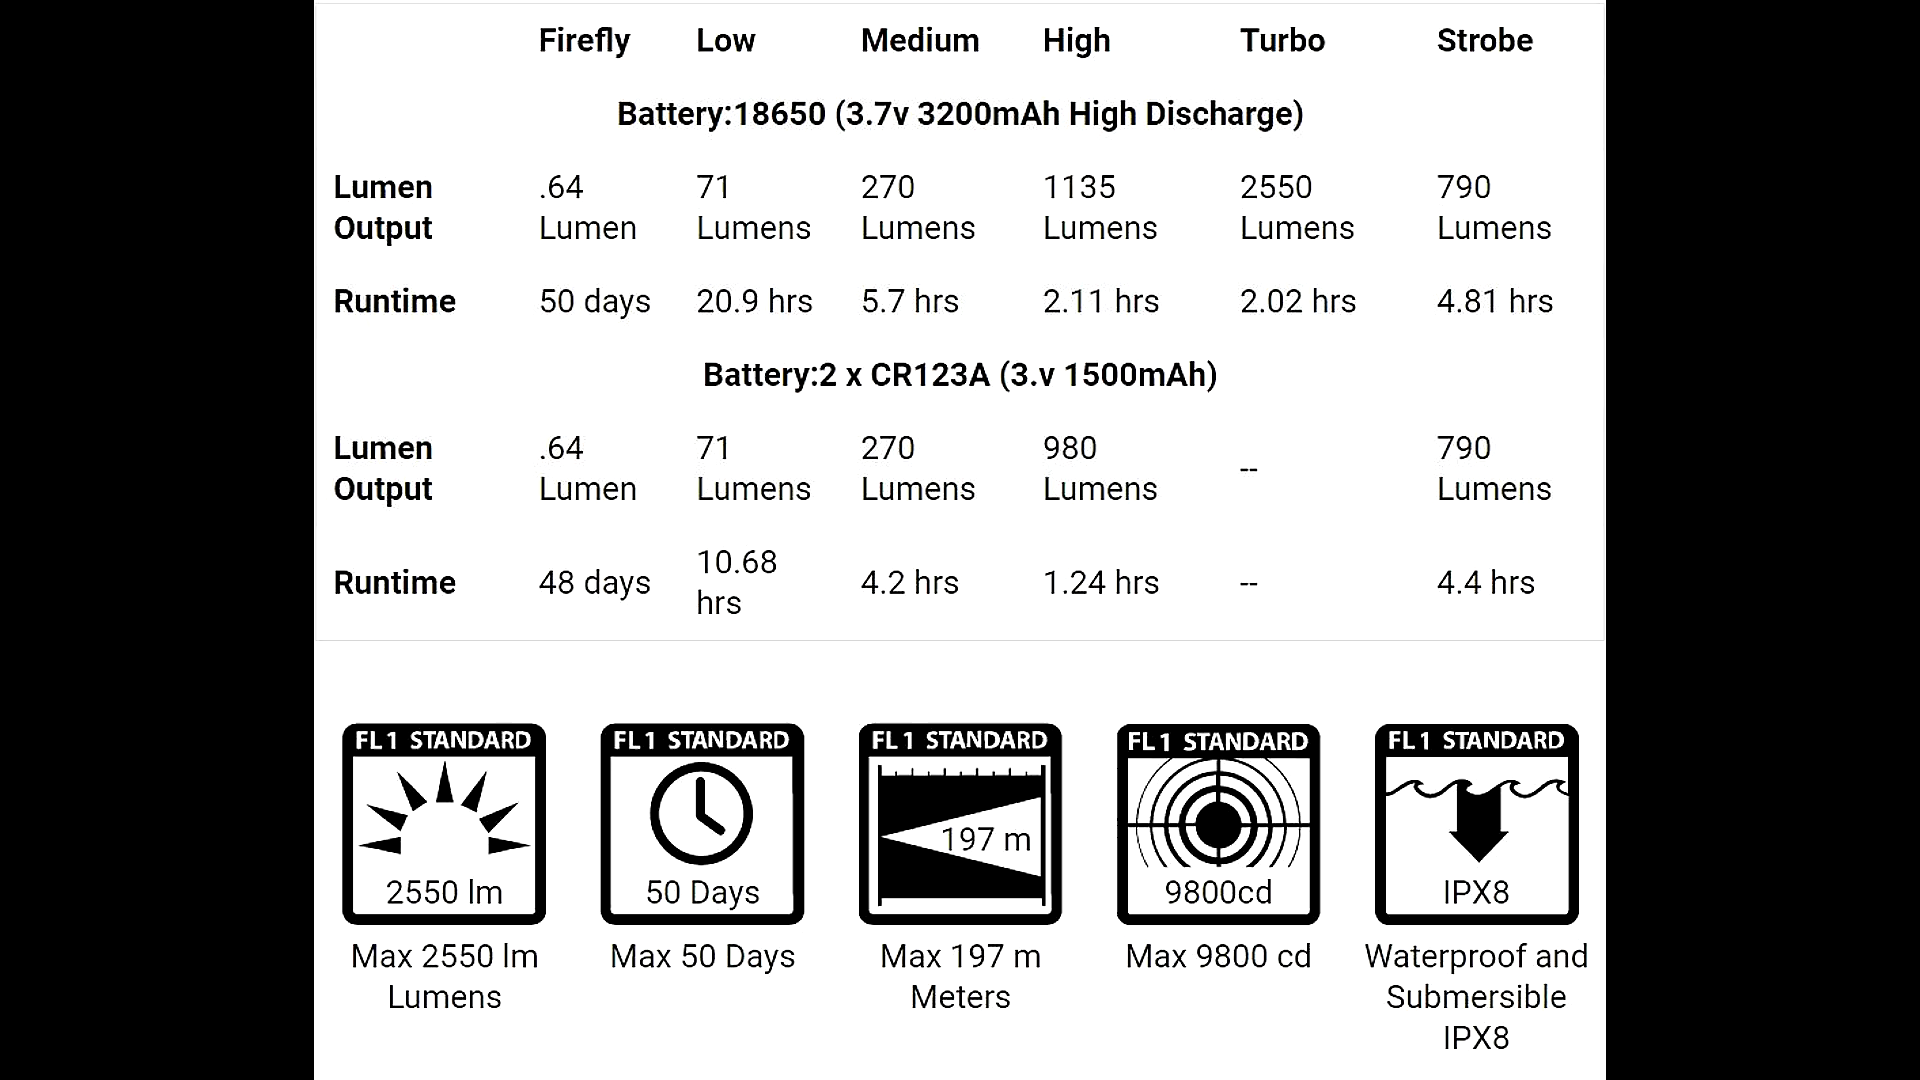 Firefly Low Medium High Turbo Strobe
Battery:18650 (3.7v 3200mAh High Discharge)
Lumen Output .64 Lumen 71 Lumens 270 Lumens 1135 Lumens 2550 Lumens 790 Lumens
Runtime 50 days 20.9 hrs 5.7 hrs 2.11 hrs 2.02 hrs 4.81 hrs
Battery:2 x CR123A (3.v 1500mAh)
Lumen Output .64 Lumen 71 Lumens 270 Lumens 980 Lumens -- 790 Lumens
Runtime 48 days 10.68 hrs 4.2 hrs 1.24 hrs -- 4.4 hrs
FL1 STANDARD
2550 lm
Max 2550 lm
Lumens
FL1 STANDARD
50 Days
Max 50 Days
FL1 STANDARD
197 m
Max 197 m
Meters
FL1 STANDARD
9800cd
Max 9800 cd
FL1 STANDARD
IPX8
Waterproof and
Submersible
IPX8